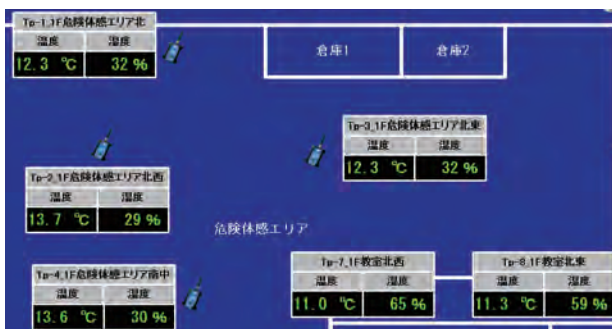 Tp-1_1F危険体感エリア北
温度 湿度
12.3 ℃ 32 %
倉庫1 倉庫2
Tp-3_1F危険体感エリア北東
温度 湿度
12.3 ℃ 32 %
Tp-2_1F危険体感エリア北西
温度 湿度
13.7 ℃ 29 %
危険体感エリア
Tp-7_1F教室北西
温度 湿度
11.0 ℃ 65 %
Tp-8_1F教室北東
温度 湿度
11.3 ℃ 59 %
Tp-4_1F危険体感エリア南中
温度 湿度
13.6 ℃ 30 %